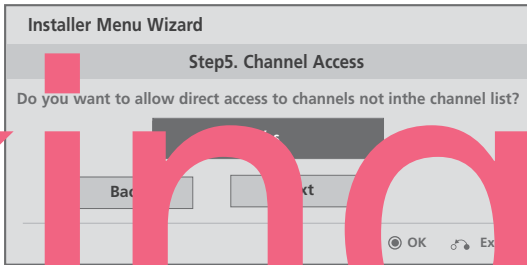 Installer Menu Wizard
Step5. Channel Access
Do you want to allow direct access to channels not inthe channel list?
OK